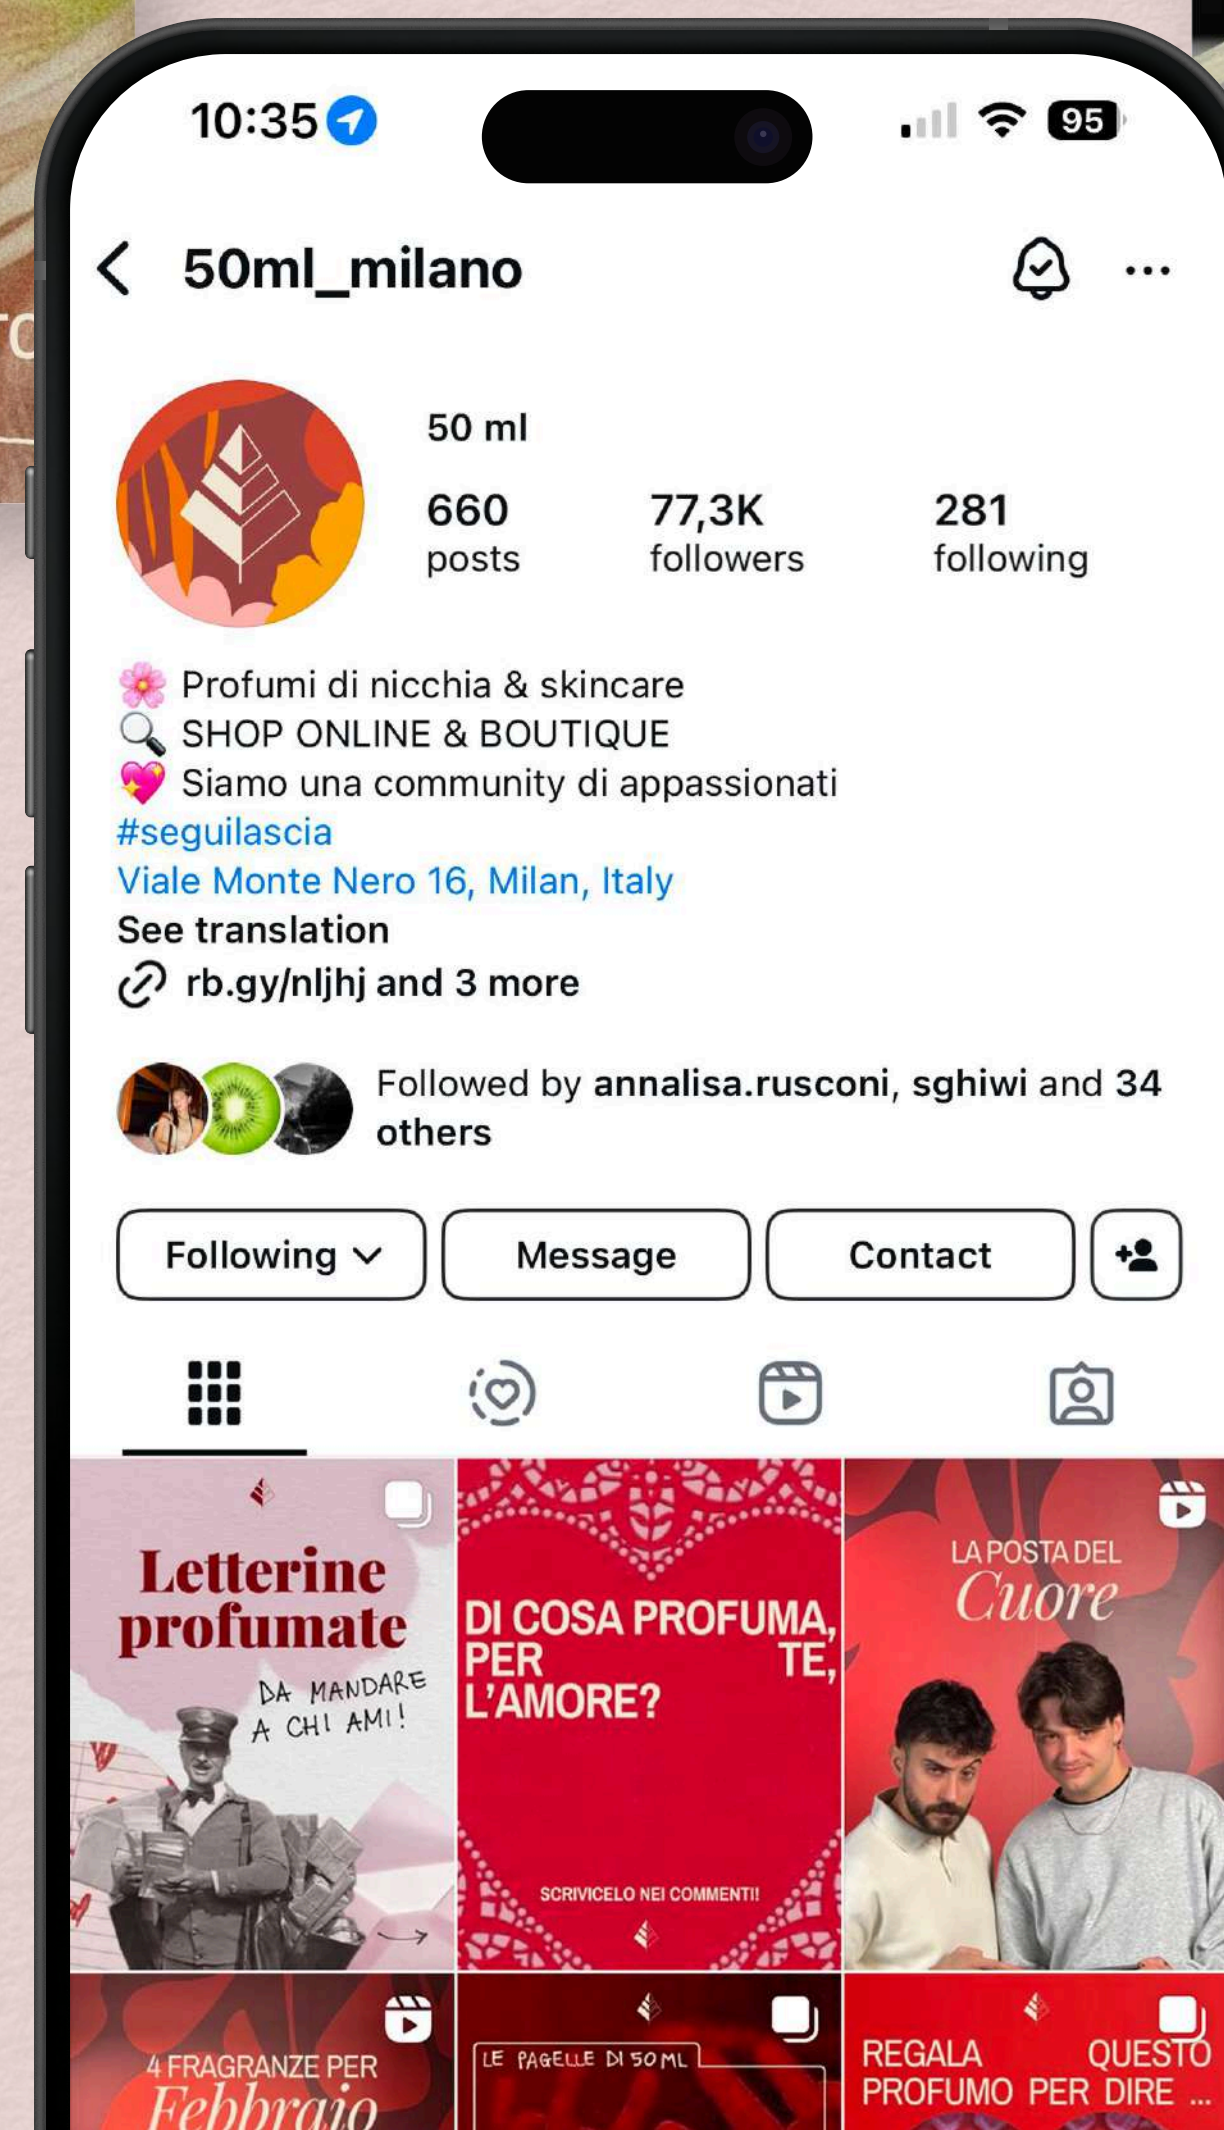 10:35
95
50ml_milano
50 ml
660
posts
77,3K
followers
281
following
Profumi di nicchia & skincare
SHOP ONLINE & BOUTIQUE
Siamo una community di appassionati
#seguilascia
Viale Monte Nero 16, Milan, Italy
See translation
rb.gy/nljhj and 3 more
Followed by annalisa.rusconi, sghiwi and 34
others
Following
Message
Contact
Letterine
profumate
DA MANDARE
A CHI AMI!
DI COSA PROFUMA,
PER TE,
L'AMORE?
SCRIVICELO NEI COMMENTI!
LA POSTA DEL
Cuore
4 FRAGRANZE PER
Febbraio
LE PAGELLE DI 50 ML
REGALA QUESTO
PROFUMO PER DIRE ...